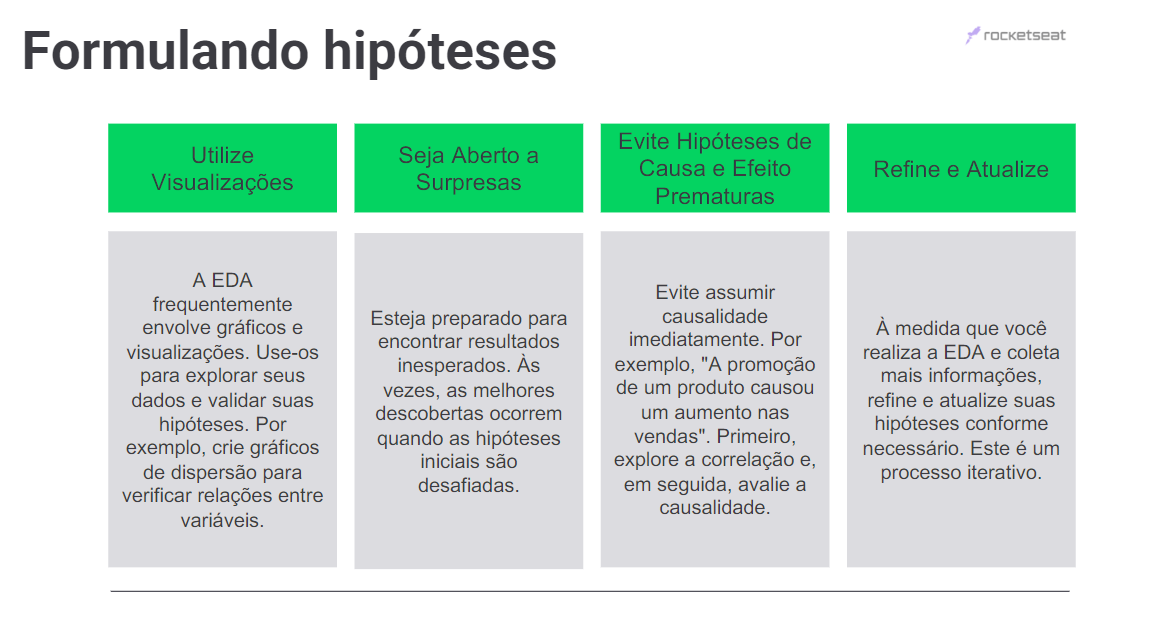 Formulando hipóteses
rocketseat
Utilize
Visualizações
A EDA
frequentemente
envolve gráficos e
visualizações. Use-os
para explorar seus
dados e validar suas
hipóteses. Por
exemplo, crie gráficos
de dispersão para
verificar relações entre
variáveis.
Seja Aberto a
Surpresas
Esteja preparado para
encontrar resultados
inesperados. Às
vezes, as melhores
descobertas ocorrem
quando as hipóteses
iniciais são
desafiadas.
Evite Hipóteses de
Causa e Efeito
Prematuras
Evite assumir
causalidade
imediatamente. Por
exemplo, "A promoção
de um produto causou
um aumento nas
vendas". Primeiro,
explore a correlação e,
em seguida, avalie a
causalidade.
Refine e Atualize
À medida que você
realiza a EDA e coleta
mais informações,
refine e atualize suas
hipóteses conforme
necessário. Este é um
processo iterativo.